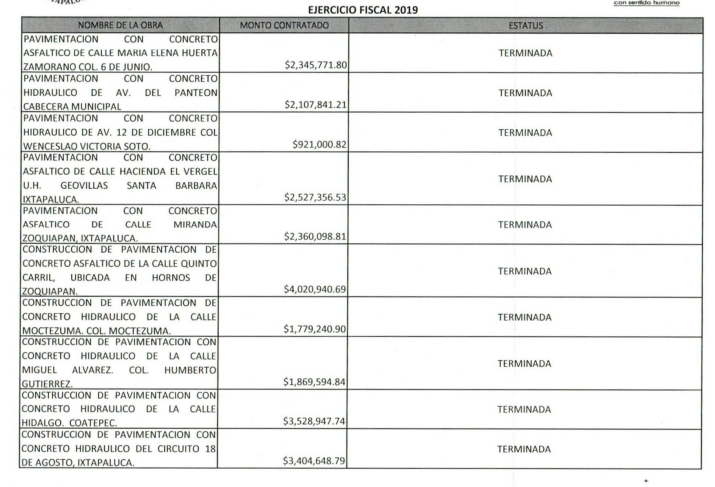 con sentido humano
EJERCICIO FISCAL 2019
NOMBRE DE LA OBRA MONTO CONTRATADO ESTATUS
PAVIMENTACION CON CONCRETO
ASFALTICO DE CALLE MARIA ELENA HUERTA
ZAMORANO COL. 6 DE JUNIO. $2,345,771.80 TERMINADA
PAVIMENTACION CON CONCRETO
HIDRAULICO DE AV. DEL PANTEON
CABECERA MUNICIPAL $2,107,841.21 TERMINADA
PAVIMENTACION CON CONCRETO
HIDRAULICO DE AV. 12 DE DICIEMBRE COL
WENCESLAO VICTORIA SOTO. $921,000.82 TERMINADA
PAVIMENTACION CON CONCRETO
ASFALTICO DE CALLE HACIENDA EL VERGEL
U.H. GEOVILLAS SANTA BARBARA
IXTAPALUCA. $2,527,356.53 TERMINADA
PAVIMENTACION CON CONCRETO
ASFALTICO DE CALLE MIRANDA
ZOQUIAPAN, IXTAPALUCA. $2,360,098.81 TERMINADA
CONSTRUCCION DE PAVIMENTACION DE
CONCRETO ASFALTICO DE LA CALLE QUINTO
CARRIL, UBICADA EN HORNOS DE
ZOQUIAPAN. $4,020,940.69 TERMINADA
CONSTRUCCION DE PAVIMENTACION DE
CONCRETO HIDRAULICO DE LA CALLE
MOCTEZUMA. COL. MOCTEZUMA. $1,779,240.90 TERMINADA
CONSTRUCCION DE PAVIMENTACION CON
CONCRETO HIDRAULICO DE LA CALLE
MIGUEL ALVAREZ. COL. HUMBERTO
GUTIERREZ. $1,869,594.84 TERMINADA
CONSTRUCCION DE PAVIMENTACION CON
CONCRETO HIDRAULICO DE LA CALLE
HIDALGO. COATEPEC. $3,528,947.74 TERMINADA
CONSTRUCCION DE PAVIMENTACION CON
CONCRETO HIDRAULICO DEL CIRCUITO 18
DE AGOSTO, IXTAPALUCA. $3,404,648.79 TERMINADA